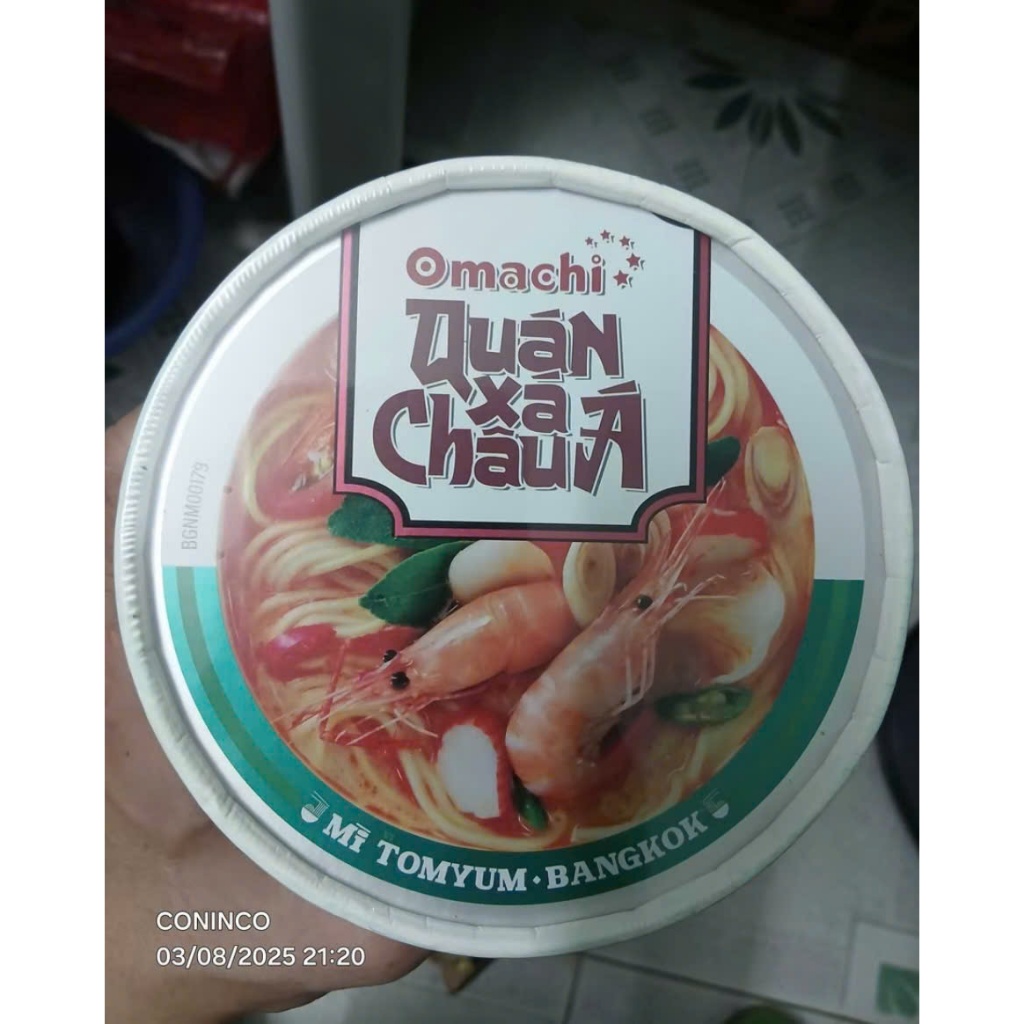 Omachi
Quán
xá
Châu Á
BGNM00179
MÌ TOMYUM · BANGKOK
CONINCO
03/08/2025 21:20